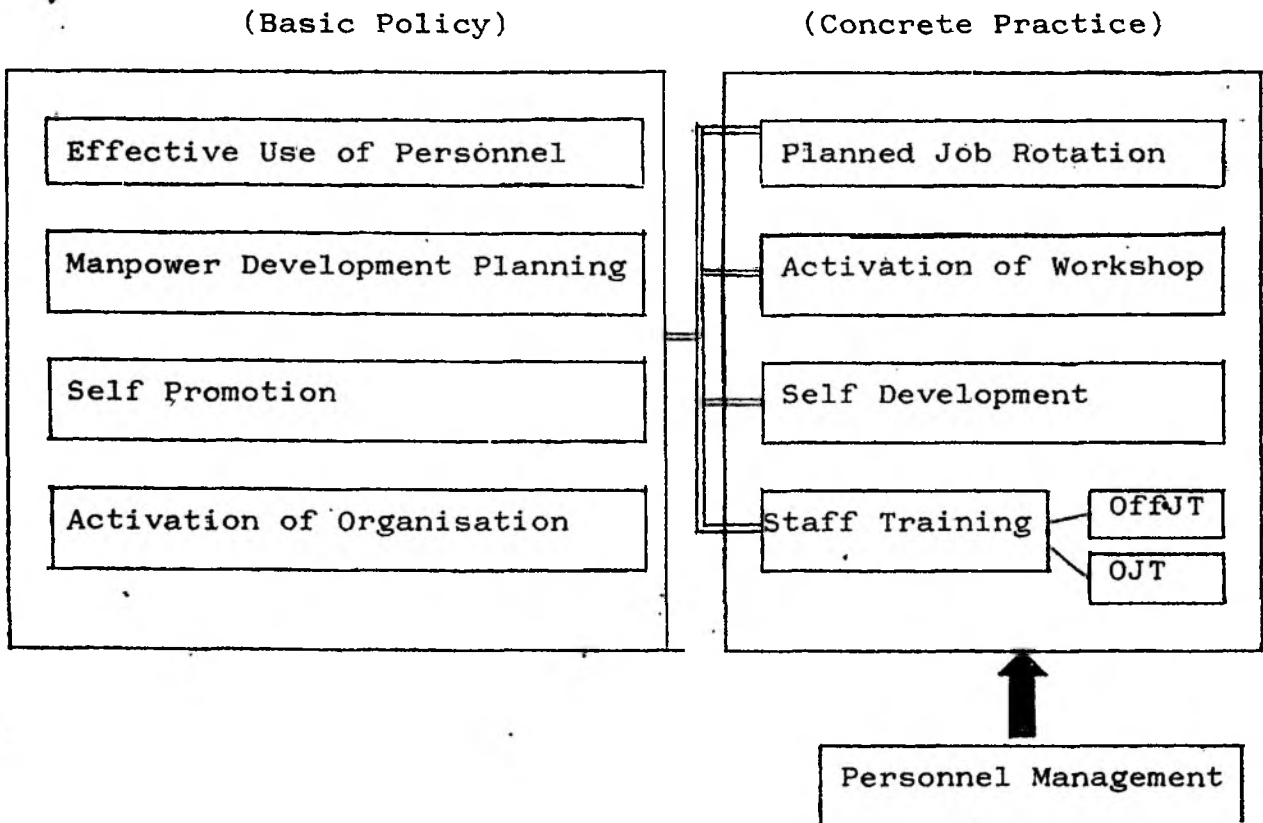 (Basic Policy)
(Concrete Practice)
Effective Use of Personnel
Manpower Development Planning
Self Promotion
Activation of Organisation
Planned Job Rotation
Activation of Workshop
Self Development
Staff Training
OffJT
OJT
Personnel Management